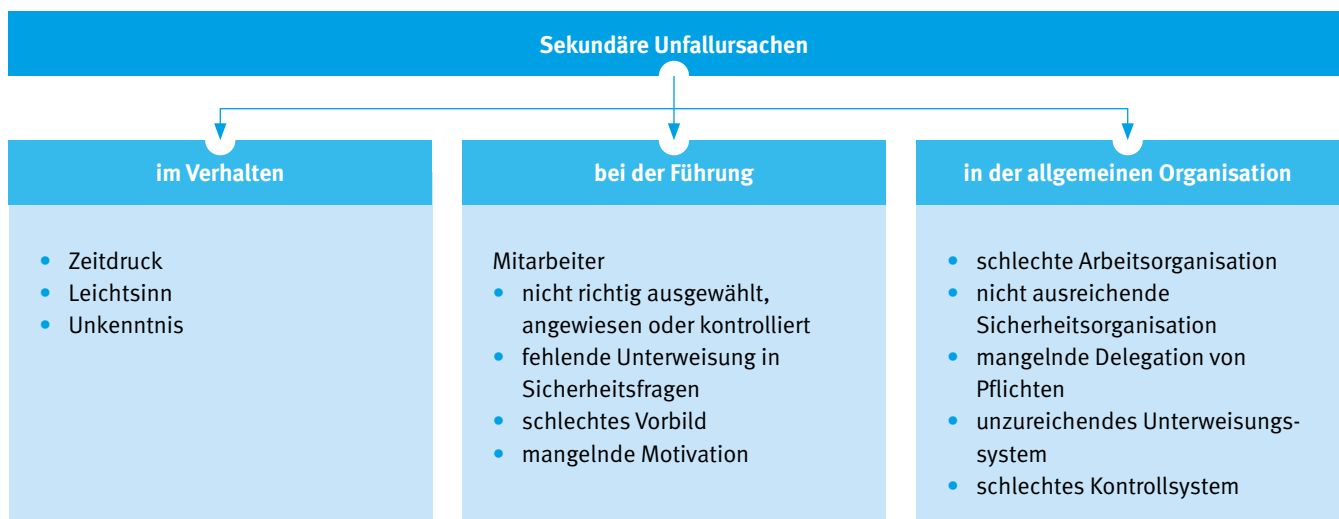 Sekundäre Unfallursachen
im Verhalten
• Zeitdruck
• Leichtsinn
• Unkenntnis
bei der Führung
Mitarbeiter
• nicht richtig ausgewählt,
angewiesen oder kontrolliert
• fehlende Unterweisung in
Sicherheitsfragen
• schlechtes Vorbild
• mangelnde Motivation
in der allgemeinen Organisation
• schlechte Arbeitsorganisation
• nicht ausreichende
Sicherheitsorganisation
• mangelnde Delegation von
Pflichten
• unzureichendes Unterweisungs-
system
• schlechtes Kontrollsystem